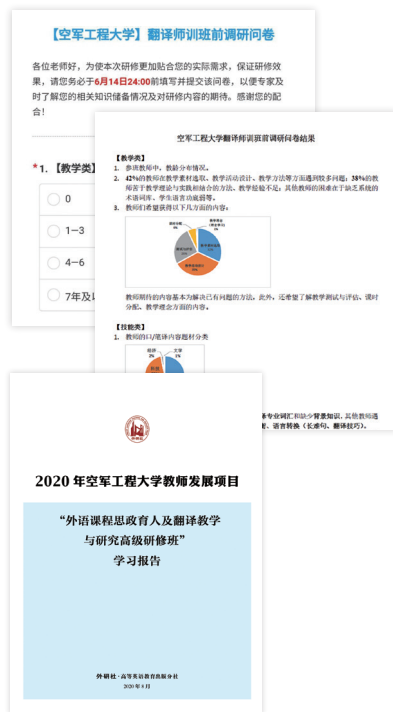 【空军工程大学】翻译师训班前调研问卷
各位老师好，为使本次研修更加贴合您的实际需求，保证研修效
果，请您务必于6月14日24:00前填写并提交该问卷，以便专家及
时了解您的相关知识储备情况及对研修内容的期待。感谢您的配
合！
*1. 【教学类】
0
1—3
4—6
7年及以
空军工程大学翻译师训班前调研问卷结果
【教学类】
1. 参班教师中，教龄分布情况。
2. 42%的教师在教学素材选取、教学活动设计、教学方法等方面遇到较多问题；38%的教
师苦于教学理论与实践相结合的方法、教学经验不足；其他教师的困难在于缺乏系统的
术语词库、学生语言功底弱等。
3. 教师们希望获得以下几方面的内容：
教师期待的内容基本为解决已有问题的方法，此外，还希望了解教学测试与评估、课时
分配、教学理念方面的内容。
【技能类】
1. 教师的口/笔译内容题材分类
文学
专业词汇和缺少背景知识，其他教师遇
、语言转换（长难句、翻译技巧）。
2020 年空军工程大学教师发展项目
“外语课程思政育人及翻译教学
与研究高级研修班”
学习报告
外研社·高等英语教育出版分社
2020 年 8 月